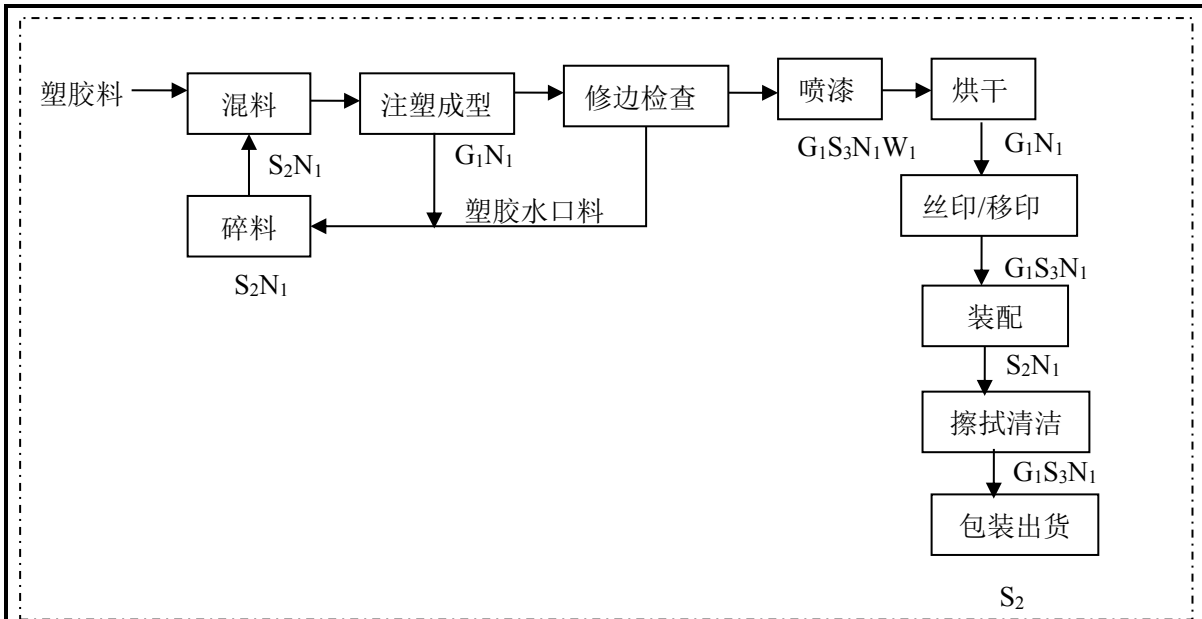 塑胶料
混料
注塑成型
修边检查
喷漆
烘干
S₂N₁
G₁N₁
G₁S₃N₁W₁
G₁N₁
碎料
塑胶水口料
丝印/移印
S₂N₁
G₁S₃N₁
装配
S₂N₁
擦拭清洁
G₁S₃N₁
包装出货
S₂